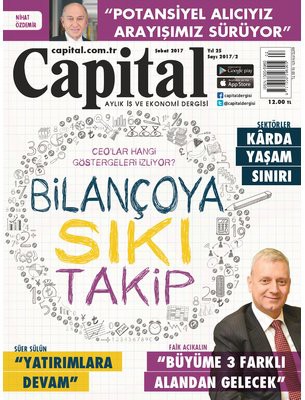 NİHAT
ÖZDEMİR
“POTANSİYEL ALICIYIZ
ARAYIŞIMIZ SÜRÜYOR”
capital.com.tr
Şubat 2017
Yıl 25
Sayı 2017/2
Capital
AYLIK İŞ VE EKONOMİ DERGİSİ
Google play
App Store
/capitaldergisi
@capitaldergisi
12.00 TL
CEO'LAR HANGİ
GÖSTERGELERİ İZLİYOR?
BİLANÇOYA
SIKI
TAKİP
SEKTÖRLER
KÂRDA
YAŞAM
SINIRI
SÜER SÜLÜN
“YATIRIMLARA
DEVAM”
FAİK AÇIKALIN
“BÜYÜME 3 FARKLI
ALANDAN GELECEK”